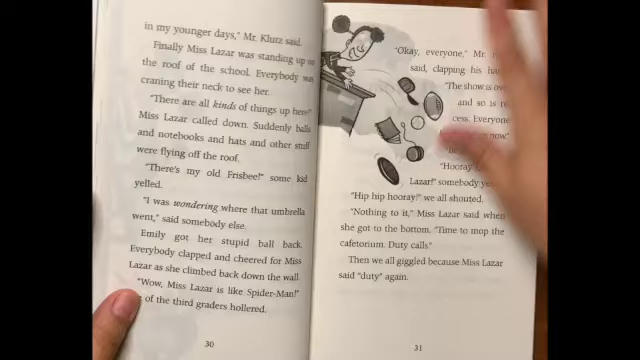 in my younger days," Mr. Klutz said.
Finally Miss Lazar was standing up on
the roof of the school. Everybody was
craning their neck to see her.
"There are all kinds of things up here!"
Miss Lazar called down. Suddenly balls
and notebooks and hats and other stuff
were flying off the roof.
"There's my old Frisbee!" some kid
yelled.
"I was wondering where that umbrella
went," said somebody else.
Emily got her stupid ball back.
Everybody clapped and cheered for Miss
Lazar as she climbed back down the wall.
"Wow, Miss Lazar is like Spider-Man!"
of the third graders hollered.
30
"Okay, everyone," Mr.
said, clapping his
"The show is
and so is
cess. Everyone
now."
"Hooray
Lazar!" somebody
"Hip hip hooray!" we all shouted.
"Nothing to it," Miss Lazar said when
she got to the bottom. "Time to mop the
cafetorium. Duty calls."
Then we all giggled because Miss Lazar
said "duty" again.
31